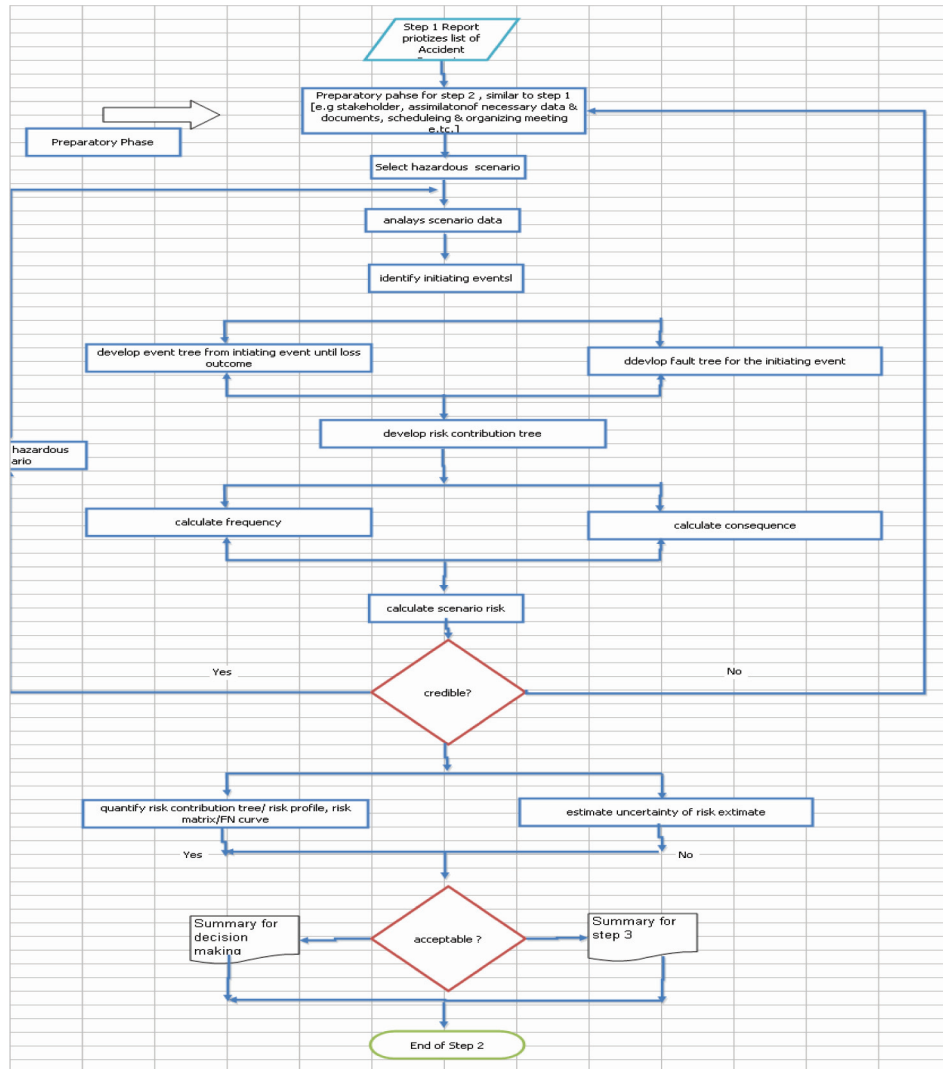 Step 1 Report
priotizes list of
Accident
Preparatory pahse for step 2 , similar to step 1
[e.g stakeholder, assimilatonof necessary data &
documents, scheduleing & organizing meeting
e.tc.]
Preparatory Phase
Select hazardous scenario
analays scenario data
identify initiating eventsl
develop event tree from intiating event until loss
outcome
ddevlop fault tree for the initiating event
develop risk contribution tree
hazardous
ario
calculate frequency
calculate consequence
calculate scenario risk
Yes
No
credible?
quantify risk contribution tree/ risk profile, risk
matrix/FN curve
estimate uncertainty of risk extimate
Yes
No
Summary for
decision
making
acceptable ?
Summary for
step 3
End of Step 2